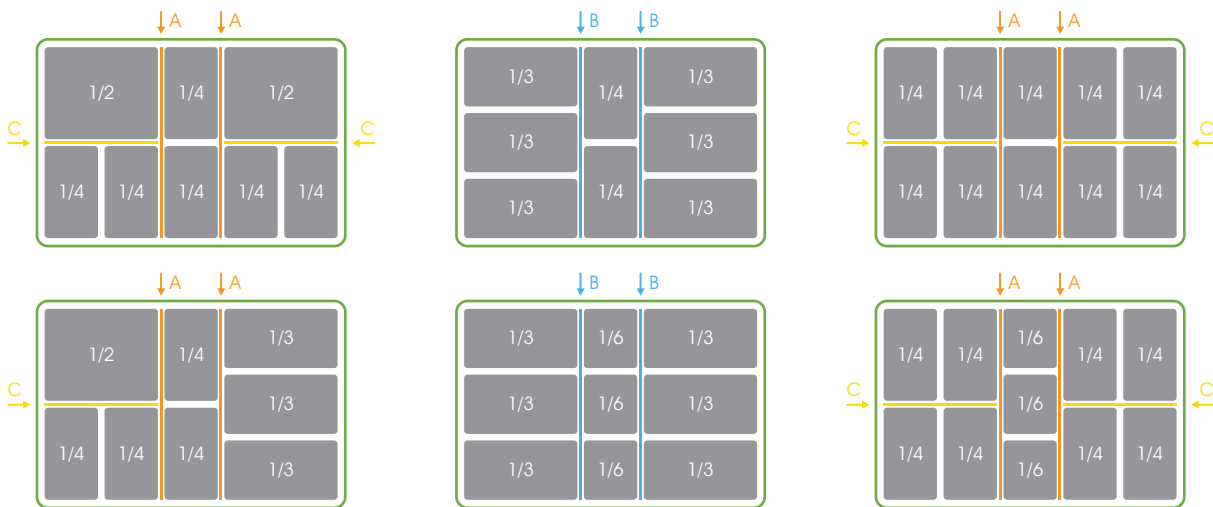 A A B B A A
1/2 1/4 1/2 1/3 1/4 1/3 1/4 1/4 1/4 1/4 1/4
C C 1/3 1/3 C C
1/4 1/4 1/4 1/4 1/4 1/3 1/4 1/3 1/4 1/4 1/4 1/4 1/4
A A B B A A
1/2 1/4 1/3 1/3 1/6 1/3 1/4 1/4 1/6 1/4 1/4
C 1/3 1/3 1/6 1/3 C 1/6 C
1/4 1/4 1/4 1/3 1/3 1/6 1/3 1/4 1/4 1/6 1/4 1/4